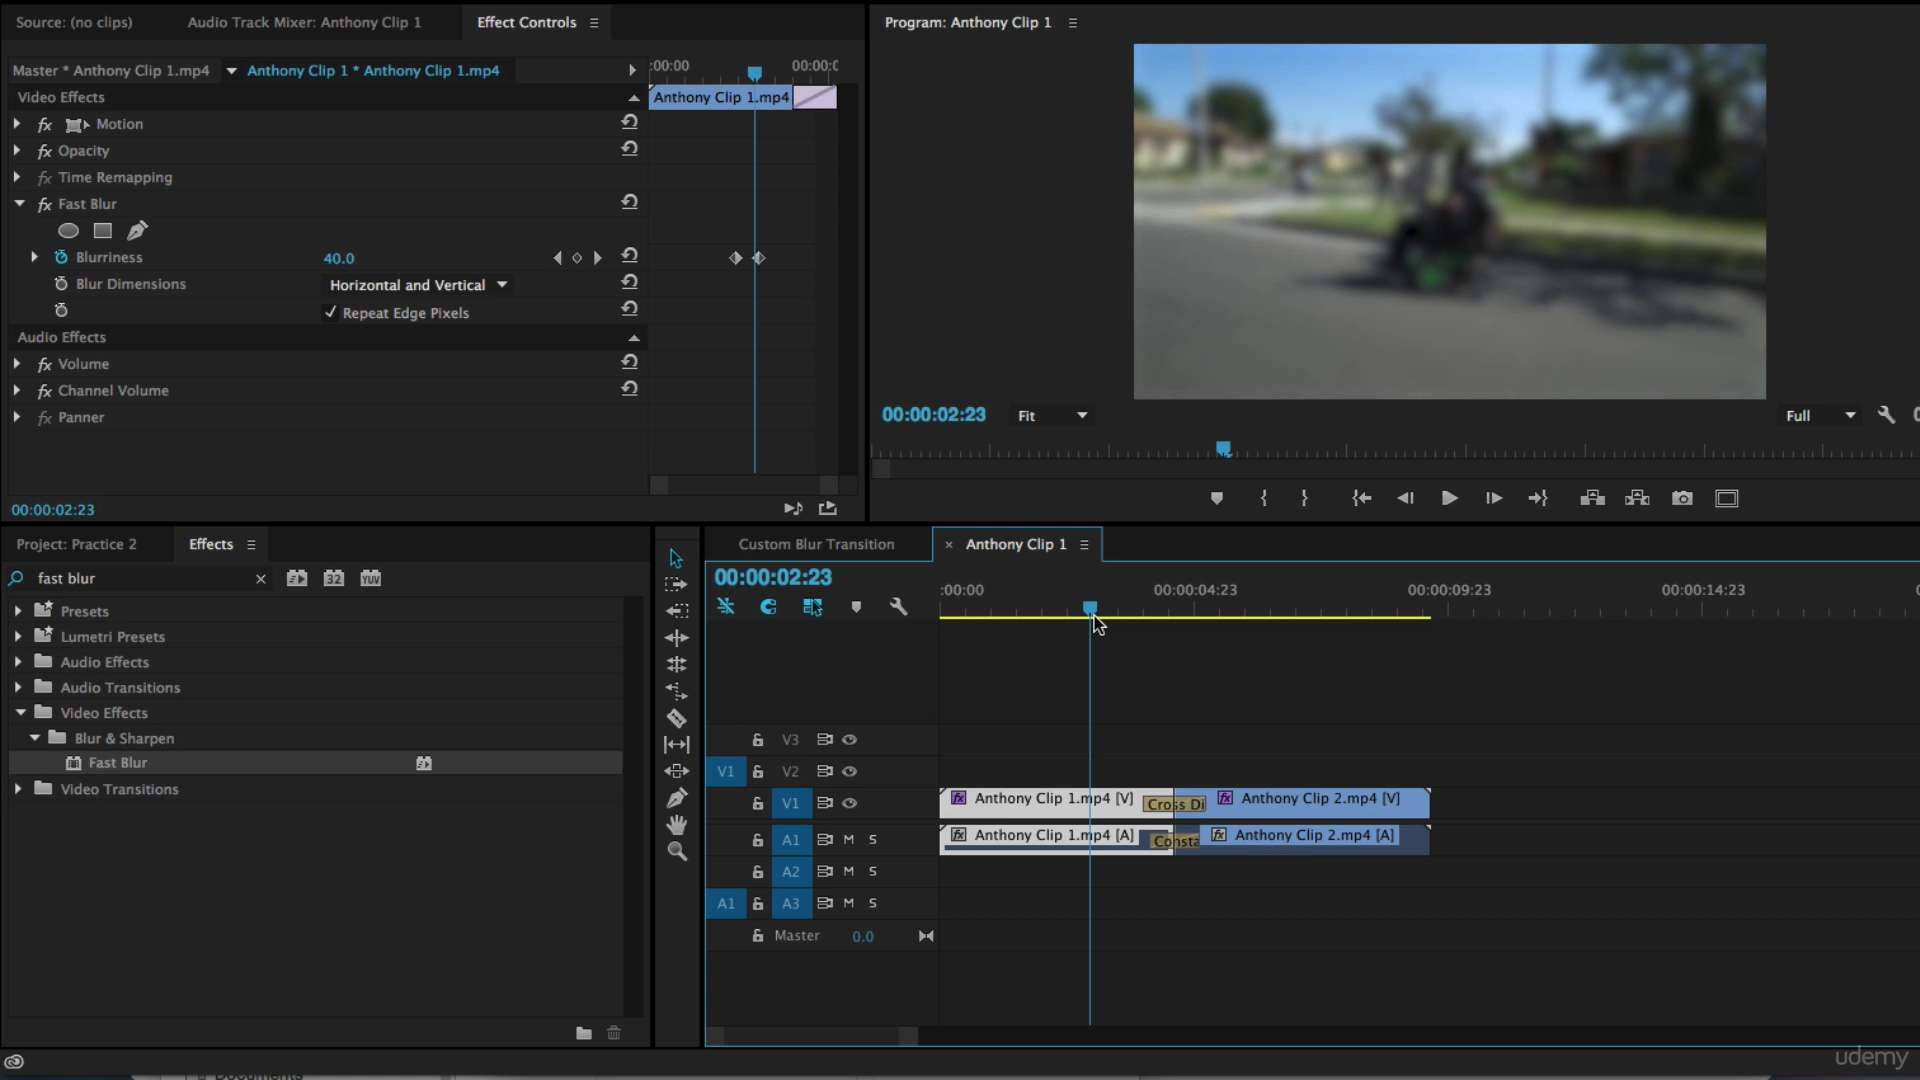 Source: (no clips)
Audio Track Mixer: Anthony Clip 1
Effect Controls
Master * Anthony Clip 1.mp4
Anthony Clip 1 * Anthony Clip 1.mp4
:00:00
00:00:0
Video Effects
Anthony Clip 1.mp4
fx Motion
fx Opacity
fx Time Remapping
fx Fast Blur
Blurriness
40.0
Blur Dimensions
Horizontal and Vertical
Repeat Edge Pixels
Audio Effects
fx Volume
fx Channel Volume
fx Panner
00:00:02:23
Program: Anthony Clip 1
00:00:02:23
Fit
Full
Project: Practice 2
Effects
fast blur
32
YUV
Presets
Lumetri Presets
Audio Effects
Audio Transitions
Video Effects
Blur & Sharpen
Fast Blur
Video Transitions
Custom Blur Transition
Anthony Clip 1
00:00:02:23
:00:00
00:00:04:23
00:00:09:23
00:00:14:23
V3
V1 V2
V1
fx Anthony Clip 1.mp4 [V]
Cross Di
fx Anthony Clip 2.mp4 [V]
A1 M S
fx Anthony Clip 1.mp4 [A]
Consta
fx Anthony Clip 2.mp4 [A]
A2 M S
A1 A3 M S
Master 0.0
udemy